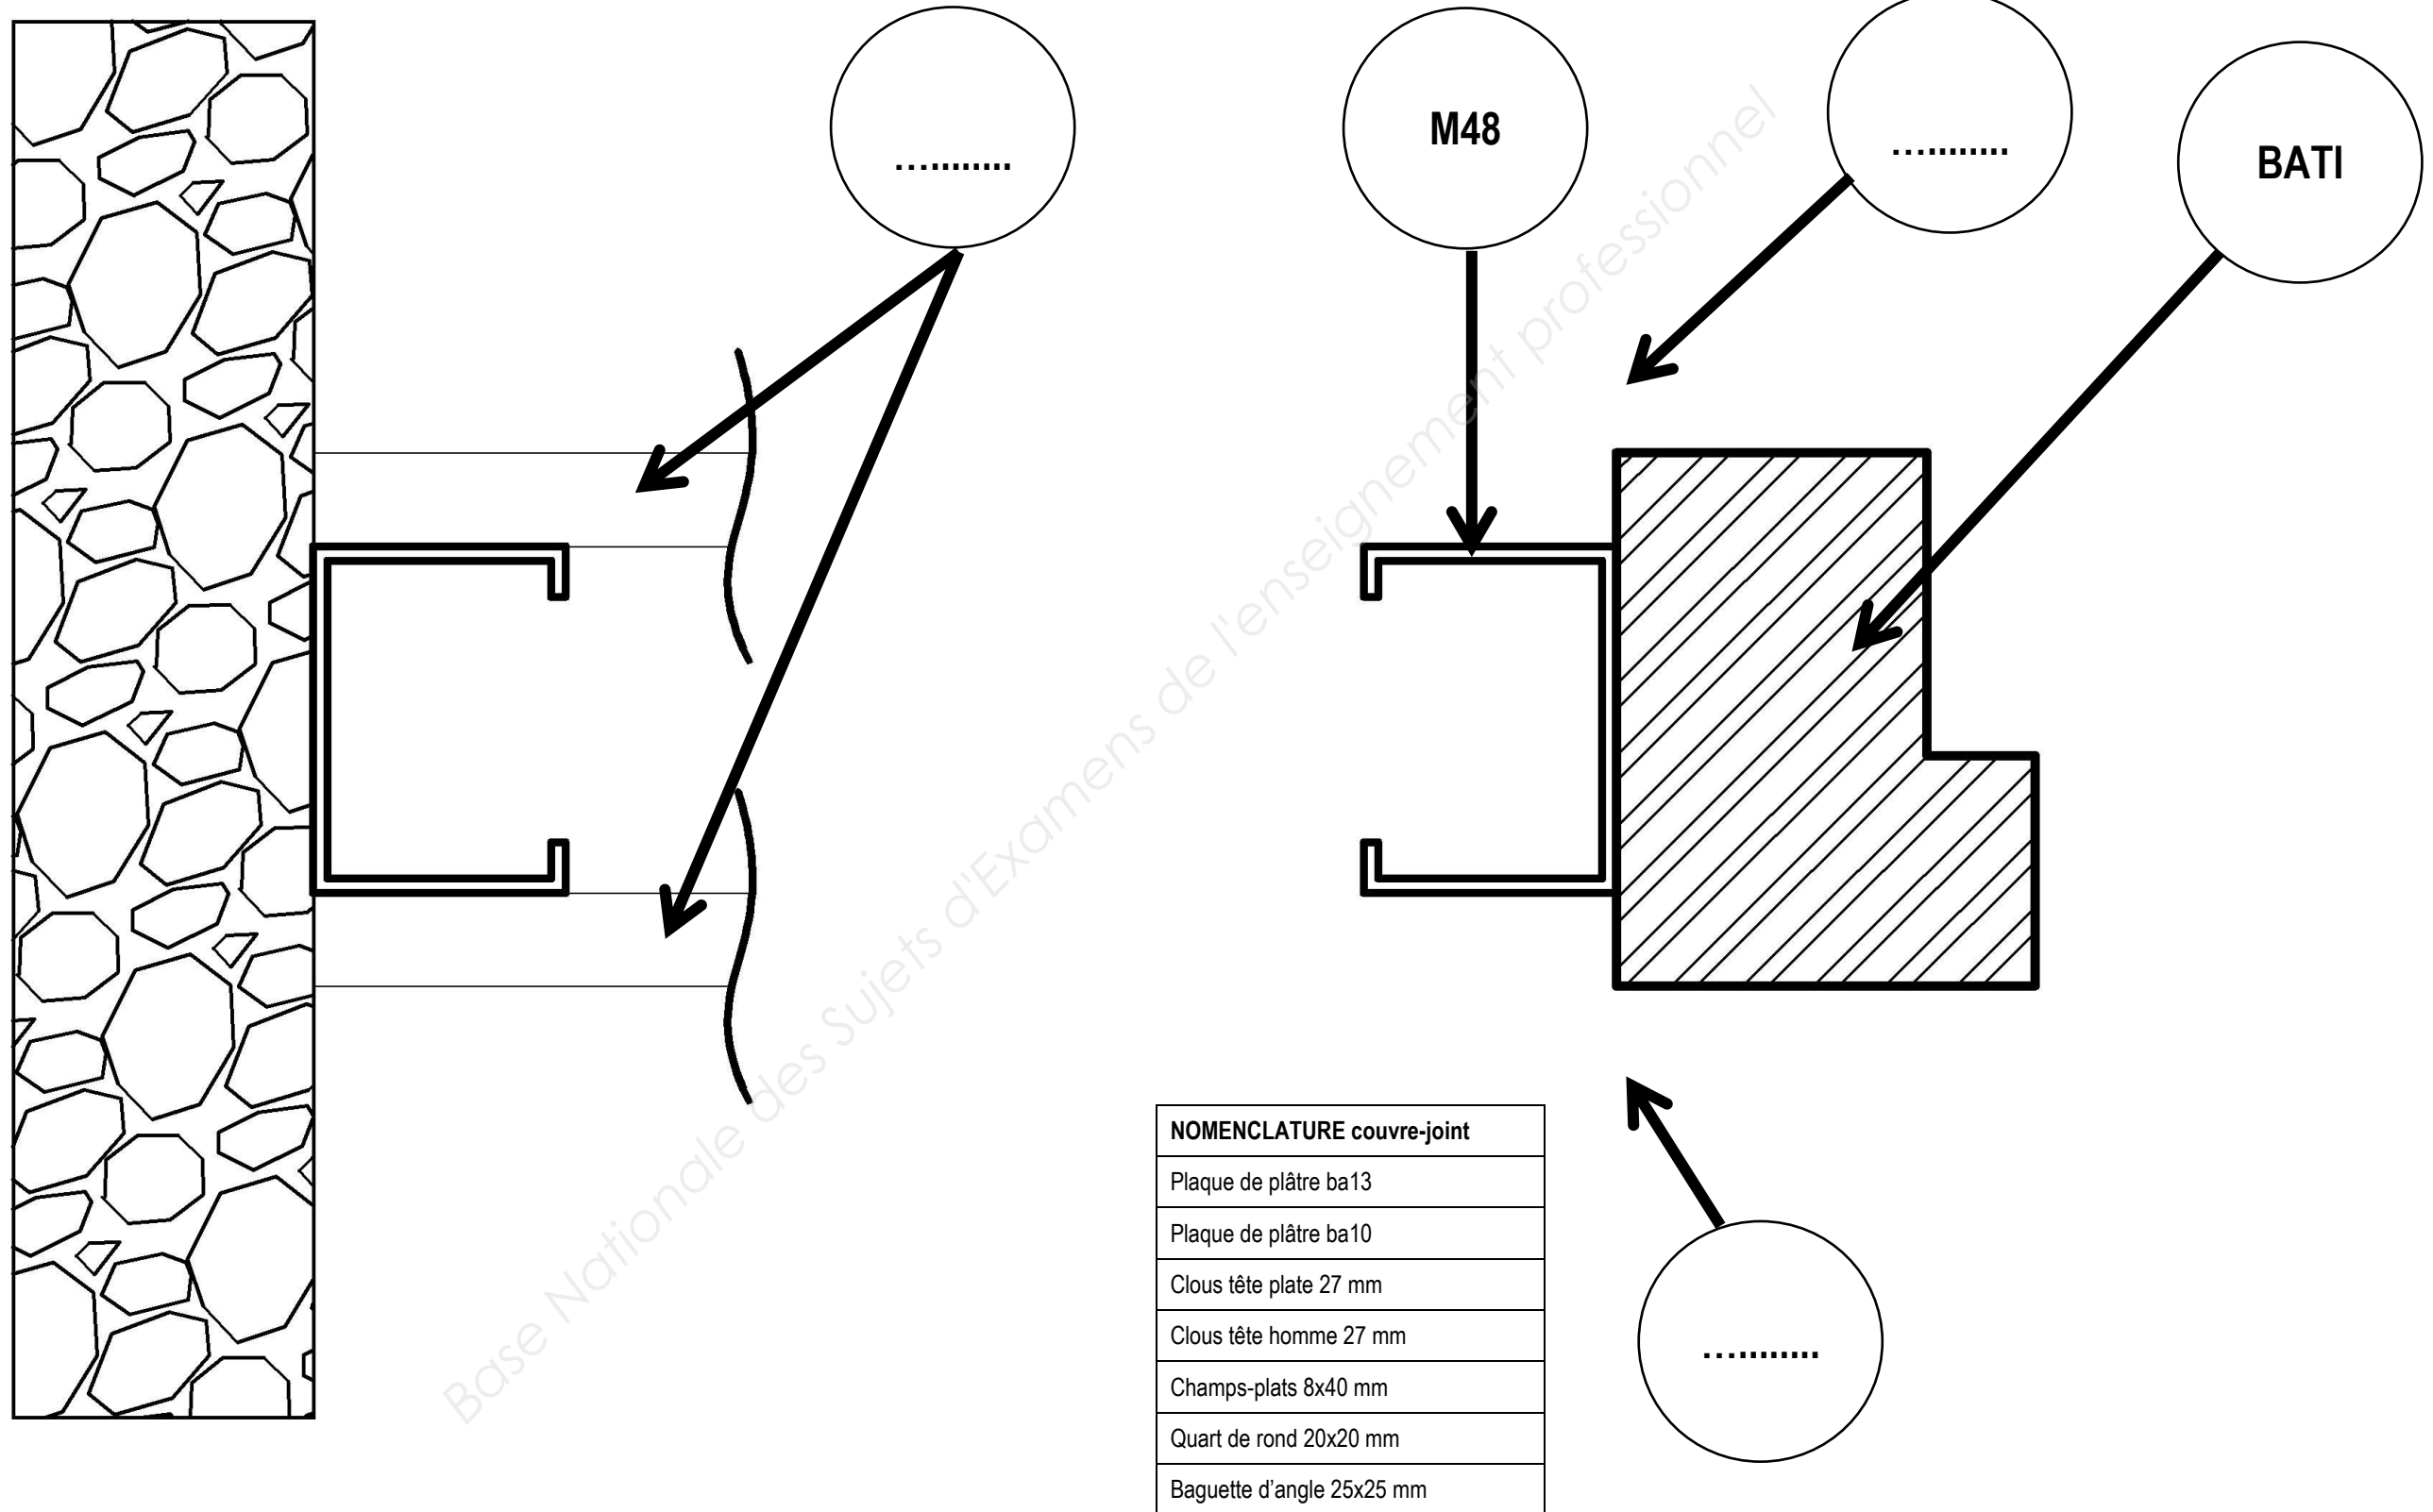 …........
M48
…........
BATI
Base Nationale des Sujets d'Examens de l'enseignement professionnel
NOMENCLATURE couvre-joint
Plaque de plâtre ba13
Plaque de plâtre ba10
Clous tête plate 27 mm
Clous tête homme 27 mm
Champs-plats 8x40 mm
Quart de rond 20x20 mm
Baguette d'angle 25x25 mm
…........